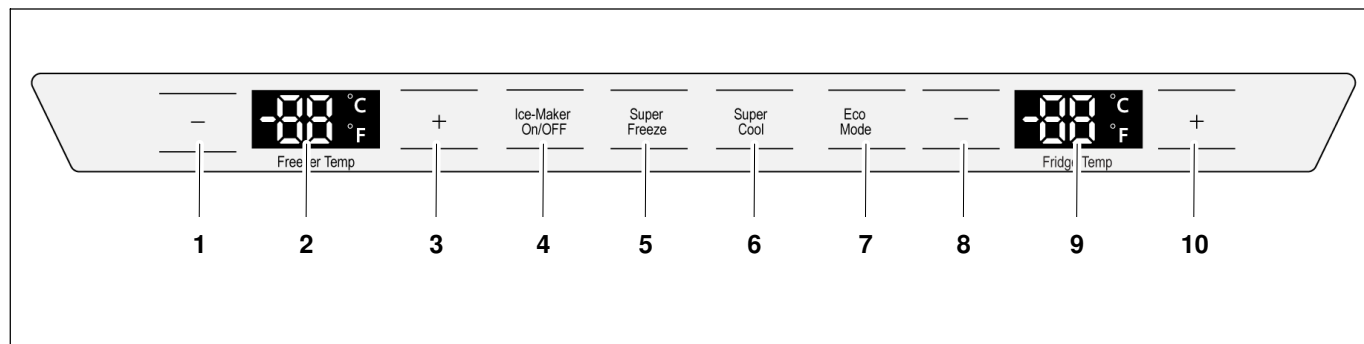 − -88 °C °F + Ice-Maker On/OFF Super Freeze Super Cool Eco Mode − -88 °C °F +
Freezer Temp Fridge Temp
1 2 3 4 5 6 7 8 9 10